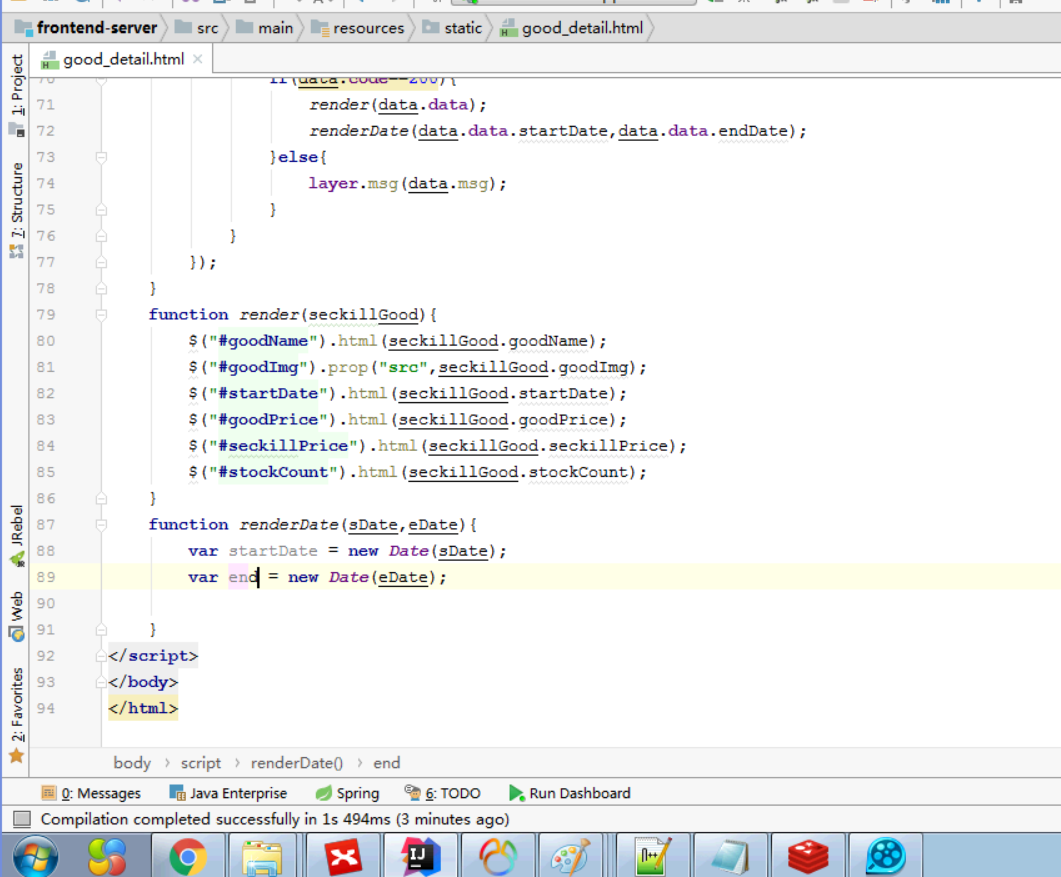 frontend-server src main resources static good_detail.html
good_detail.html
1: Project
7: Structure
JRebel
Web
2: Favorites
70 if(data.code==200){
71 render(data.data);
72 renderDate(data.data.startDate,data.data.endDate);
73 }else{
74 layer.msg(data.msg);
75 }
76 }
77 });
78 }
79 function render(seckillGood){
80 $("#goodName").html(seckillGood.goodName);
81 $("#goodImg").prop("src",seckillGood.goodImg);
82 $("#startDate").html(seckillGood.startDate);
83 $("#goodPrice").html(seckillGood.goodPrice);
84 $("#seckillPrice").html(seckillGood.seckillPrice);
85 $("#stockCount").html(seckillGood.stockCount);
86 }
87 function renderDate(sDate,eDate){
88 var startDate = new Date(sDate);
89 var end = new Date(eDate);
90
91 }
92 </script>
93 </body>
94 </html>
body › script › renderDate() › end
0: Messages Java Enterprise Spring 6: TODO Run Dashboard
Compilation completed successfully in 1s 494ms (3 minutes ago)